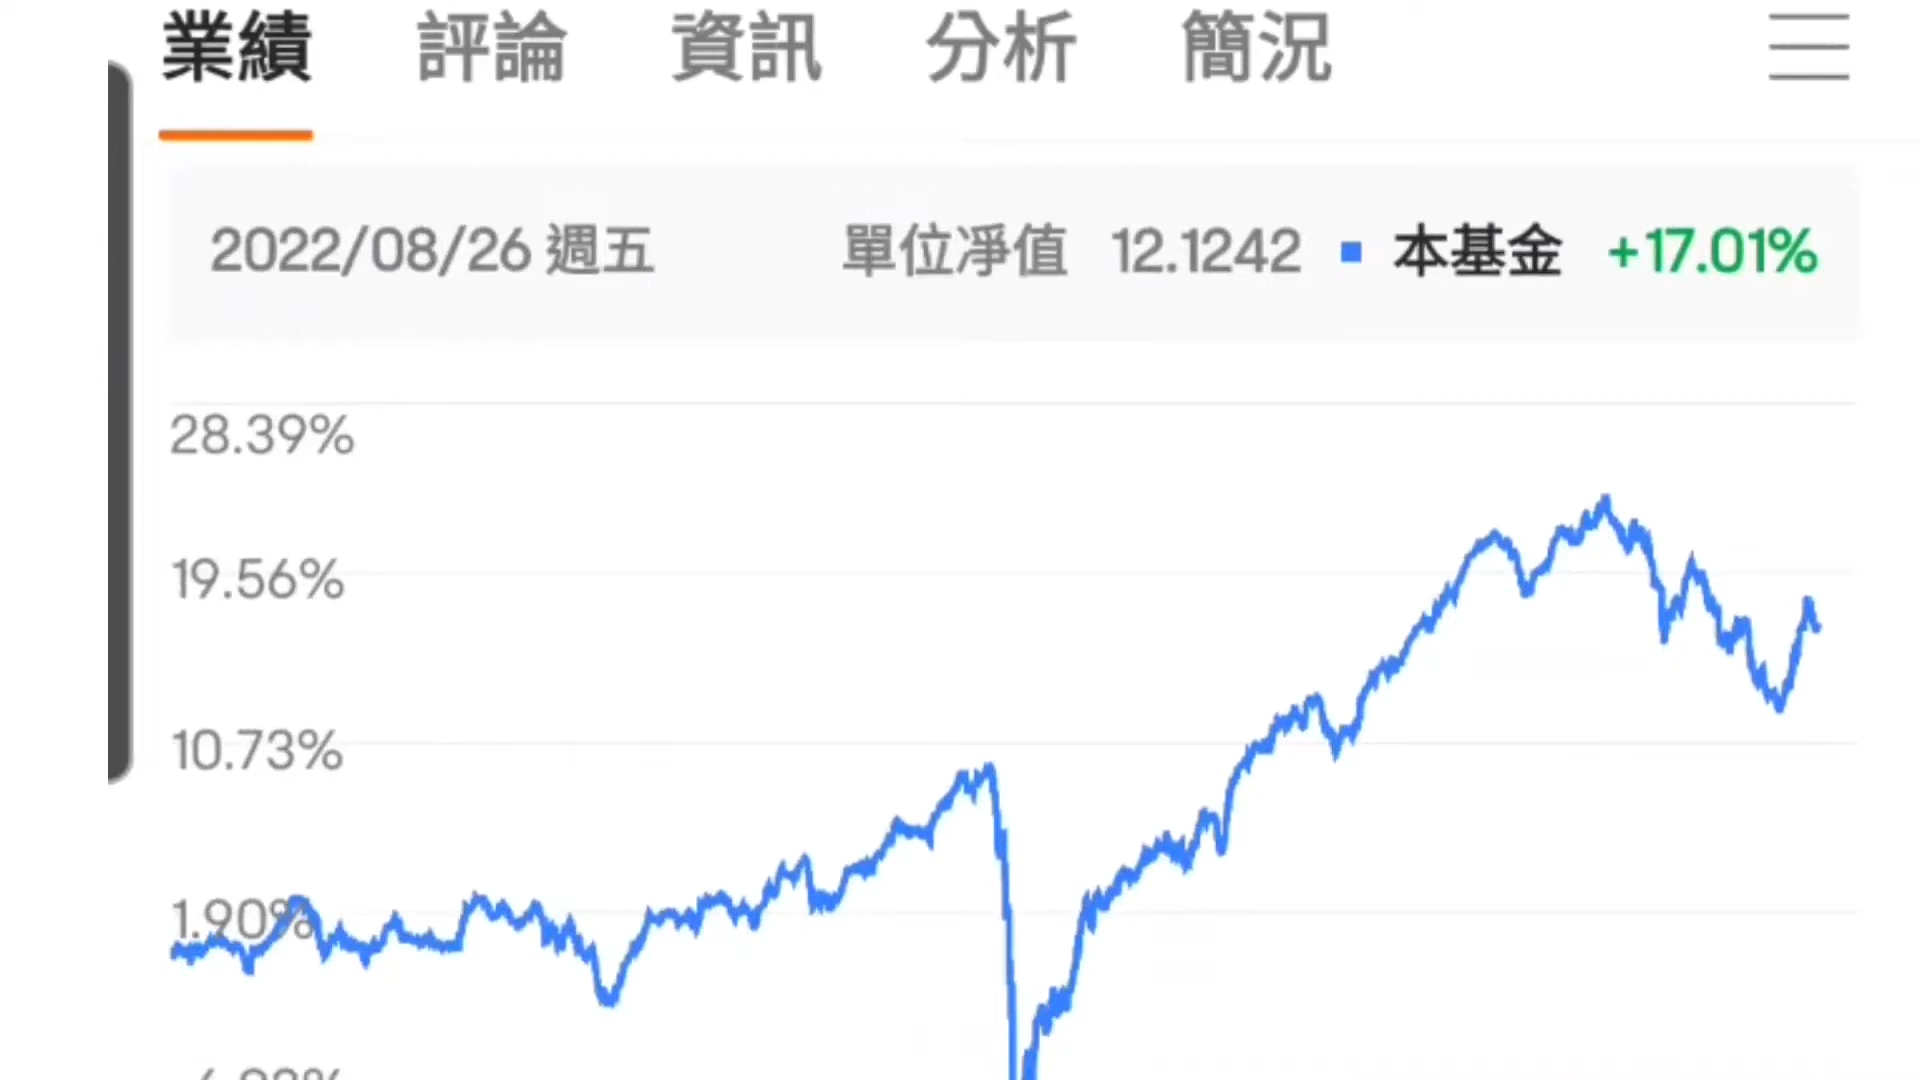 業績 評論 資訊 分析 簡況
2022/08/26 週五 單位凈值 12.1242 本基金 +17.01%
28.39%
19.56%
10.73%
1.90%